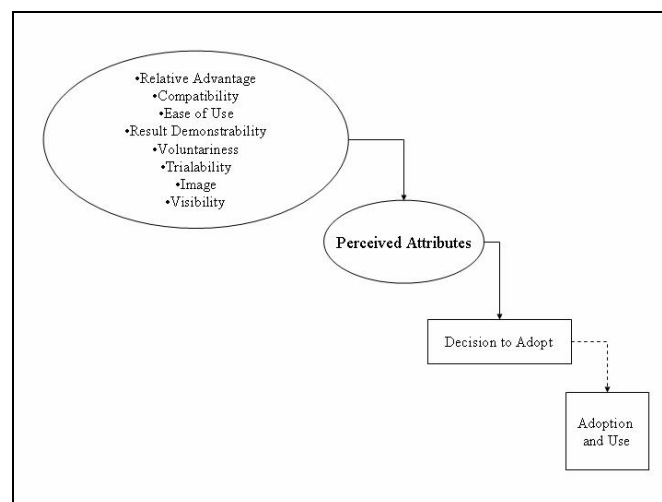 •Relative Advantage
•Compatibility
•Ease of Use
•Result Demonstrability
•Voluntariness
•Trialability
•Image
•Visibility
Perceived Attributes
Decision to Adopt
Adoption
and Use